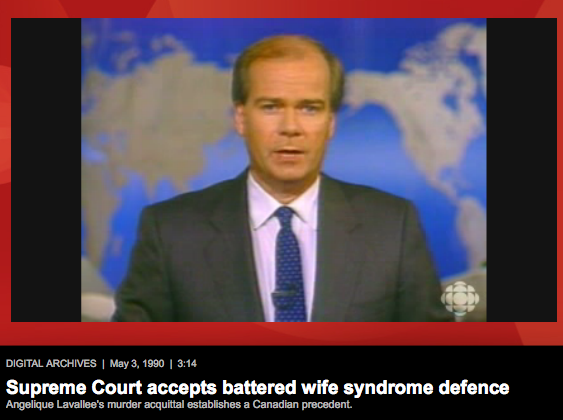 DIGITAL ARCHIVES | May 3, 1990 | 3:14
Supreme Court accepts battered wife syndrome defence
Angelique Lavallee's murder acquittal establishes a Canadian precedent.